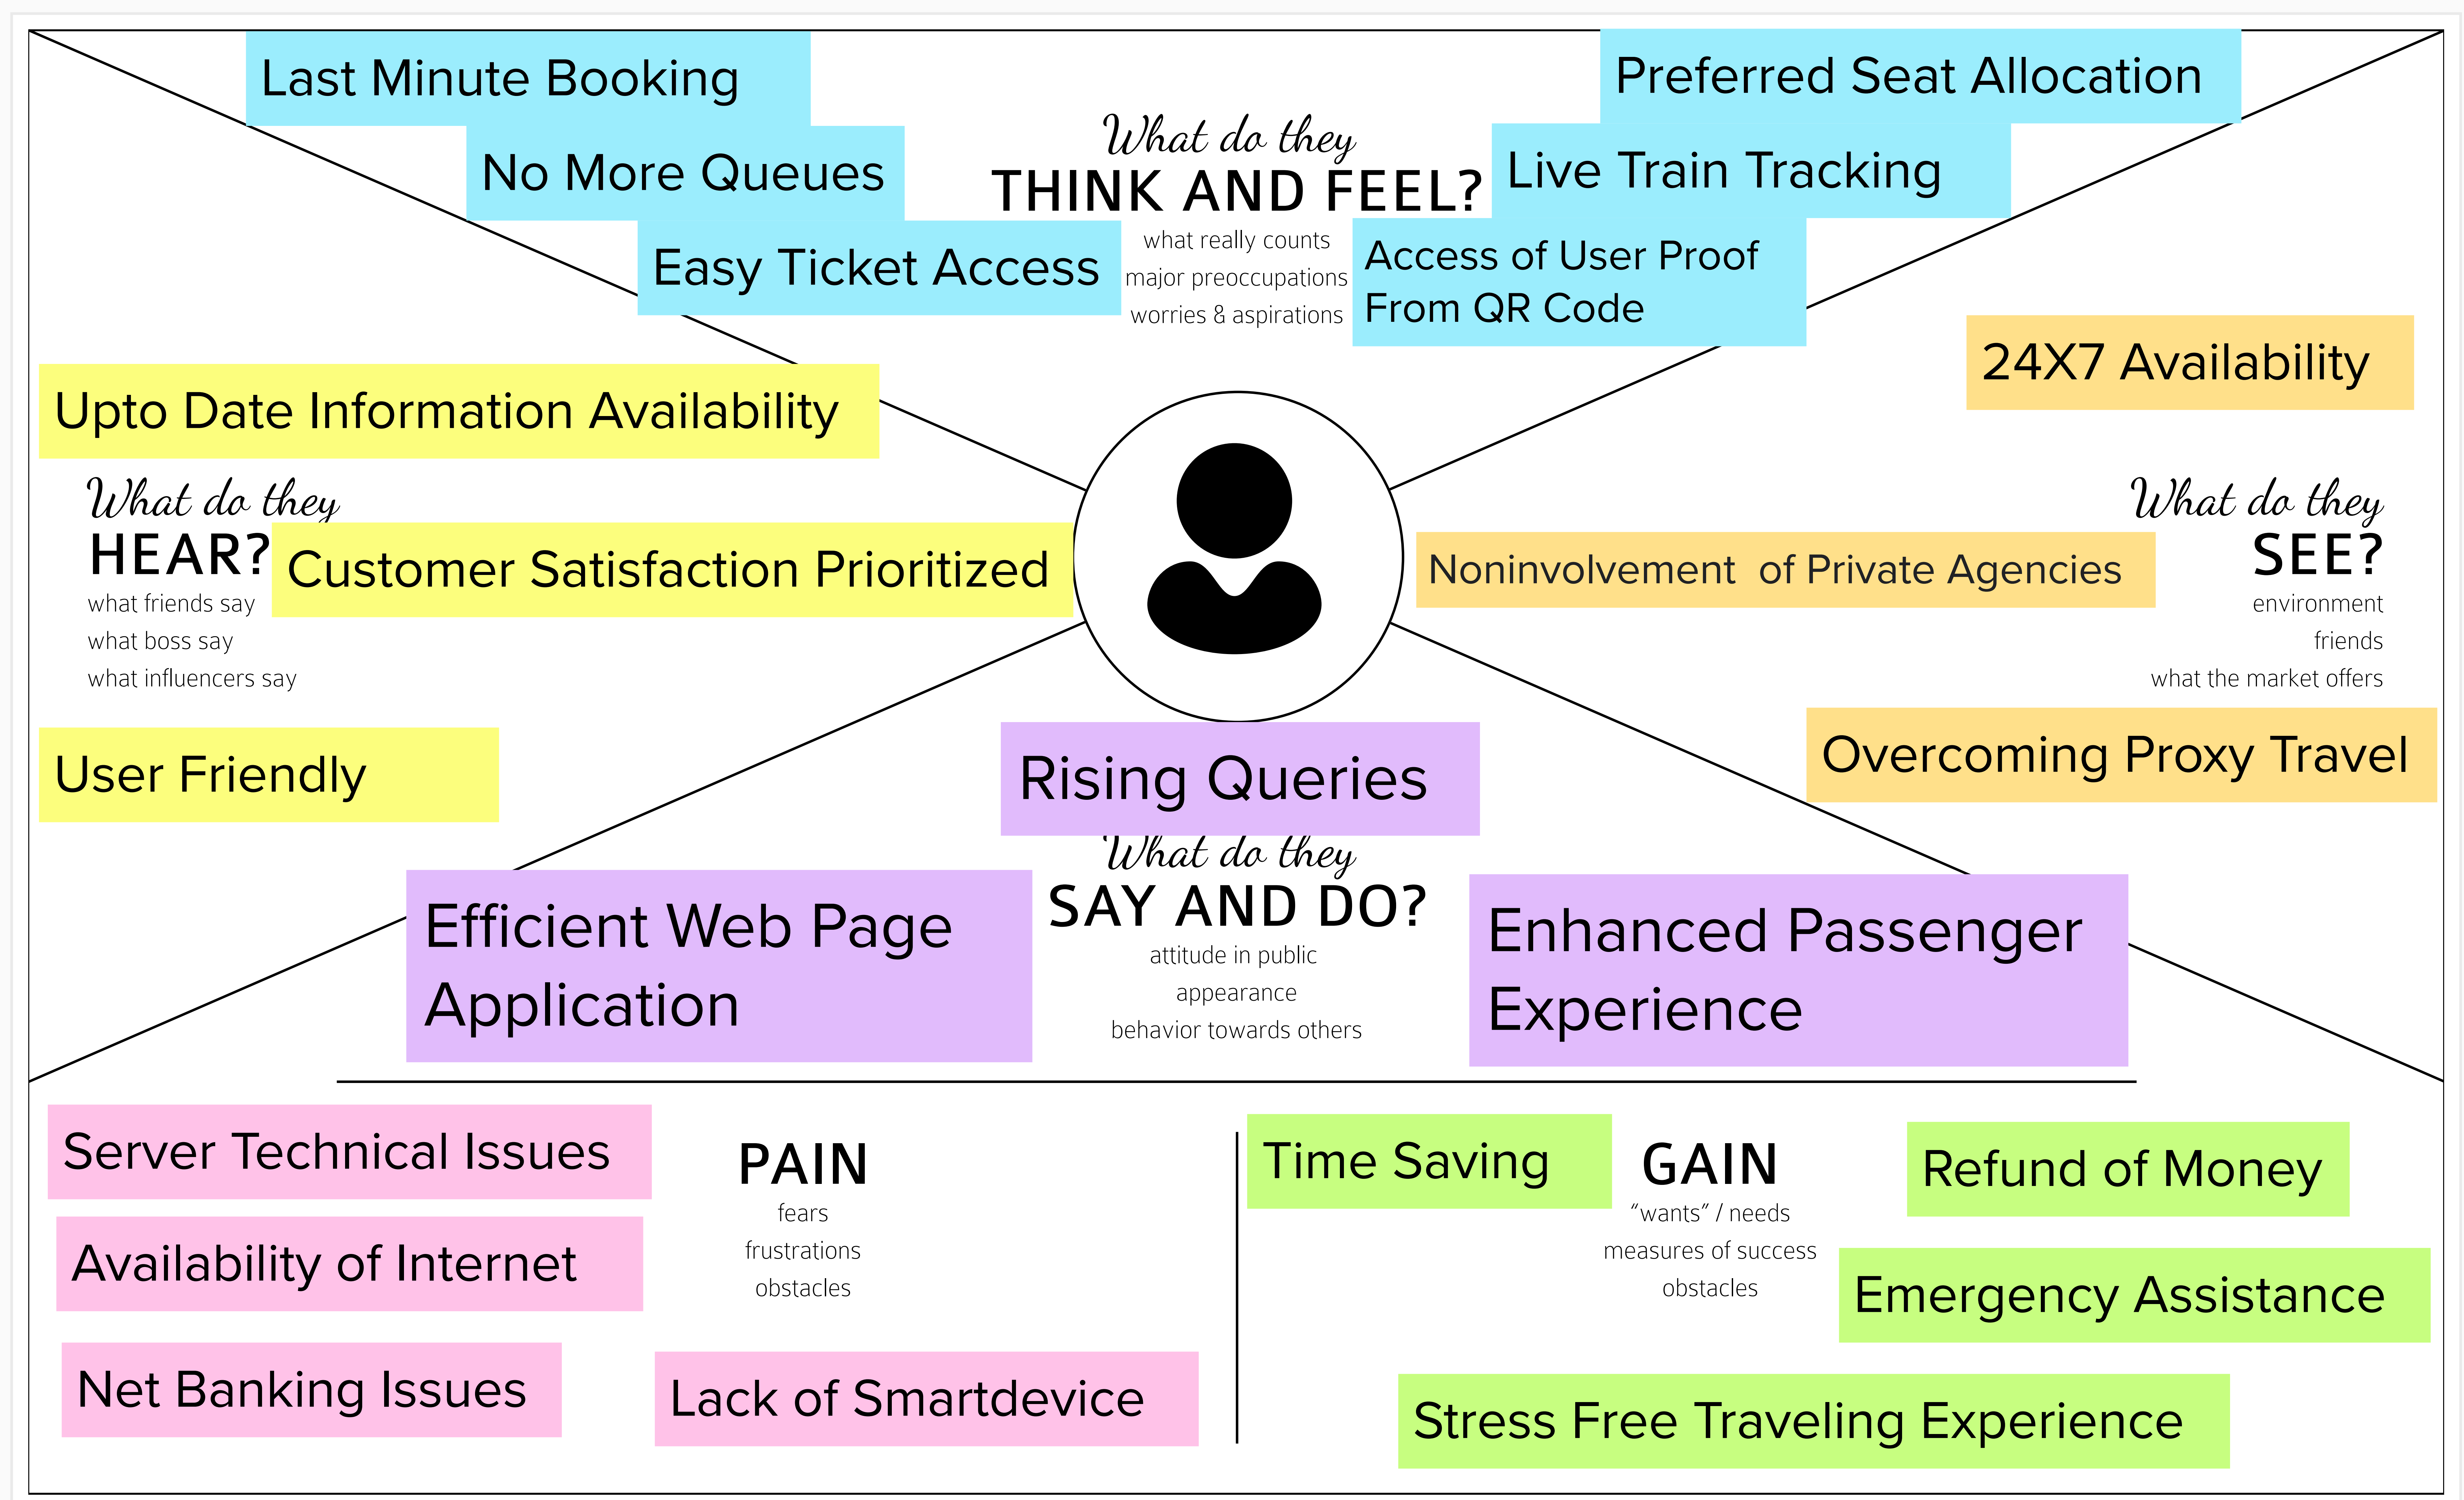 Last Minute Booking
No More Queues
Easy Ticket Access
What do they
THINK AND FEEL?
what really counts
major preoccupations
worries & aspirations
Preferred Seat Allocation
Live Train Tracking
Access of User Proof
From QR Code
Upto Date Information Availability
What do they
HEAR?
what friends say
what boss say
what influencers say
Customer Satisfaction Prioritized
User Friendly
24X7 Availability
Noninvolvement of Private Agencies
What do they
SEE?
environment
friends
what the market offers
Overcoming Proxy Travel
Rising Queries
What do they
SAY AND DO?
attitude in public
appearance
behavior towards others
Efficient Web Page
Application
Enhanced Passenger
Experience
Server Technical Issues
Availability of Internet
Net Banking Issues
PAIN
fears
frustrations
obstacles
Lack of Smartdevice
Time Saving
GAIN
"wants" / needs
measures of success
obstacles
Refund of Money
Emergency Assistance
Stress Free Traveling Experience